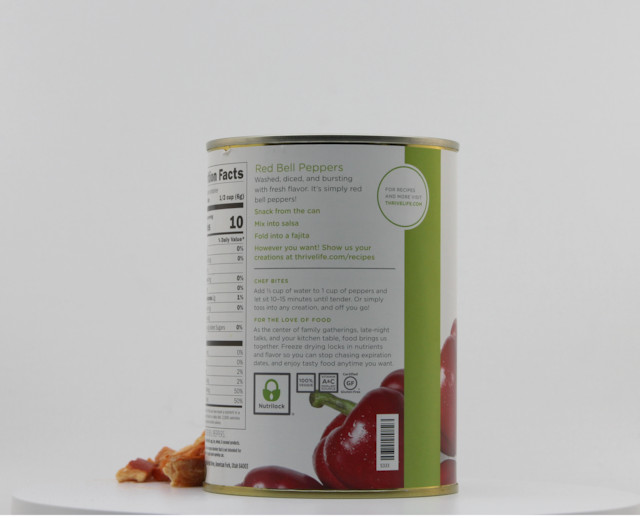 Facts
1/2 cup (6g)
10
% Daily Value*
0%
0%
0%
0%
1%
0%
0%
0%
2%
2%
50%
50%
Red Bell Peppers
Washed, diced, and bursting
with fresh flavor. It's simply red
bell peppers!
Snack from the can
Mix into salsa
Fold into a fajita
However you want! Show us your
creations at thrivelife.com/recipes
FOR RECIPES
AND MORE VISIT
THRIVELIFE.COM
CHEF BITES
Add ½ cup of water to 1 cup of peppers and
let sit 10–15 minutes until tender. Or simply
toss into any creation, and off you go!
FOR THE LOVE OF FOOD
As the center of family gatherings, late-night
talks, and your kitchen table, food brings us
together. Freeze drying locks in nutrients
and flavor so you can stop chasing expiration
dates, and enjoy tasty food anytime you want.
Nutrilock
100%
A+C
Certified
GF